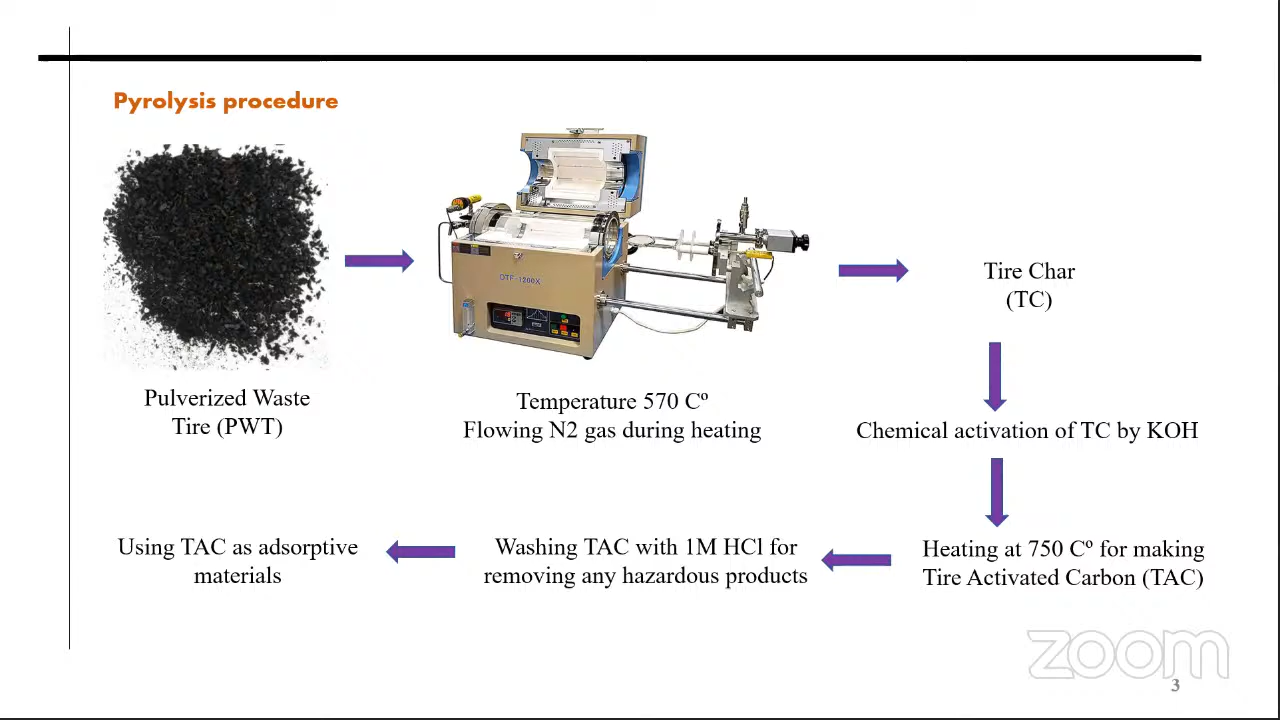 Pyrolysis procedure
OTF-1200X
Pulverized Waste
Tire (PWT)
Temperature 570 Cº
Flowing N2 gas during heating
Tire Char
(TC)
Chemical activation of TC by KOH
Heating at 750 Cº for making
Tire Activated Carbon (TAC)
Washing TAC with 1M HCl for
removing any hazardous products
Using TAC as adsorptive
materials
zoom
3